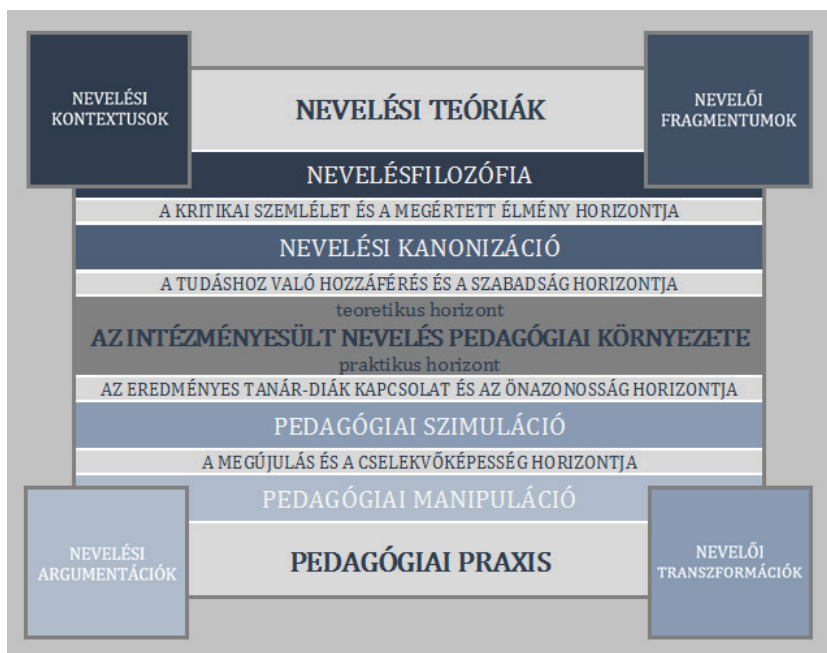 NEVELÉSI
KONTEXTUSOK
NEVELÉSI TEÓRIÁK
NEVELŐI
FRAGMENTUMOK
NEVELÉSFILOZÓFIA
A KRITIKAI SZEMLÉLET ÉS A MEGÉRTETT ÉLMÉNY HORIZONTJA
NEVELÉSI KANONIZÁCIÓ
A TUDÁSHOZ VALÓ HOZZÁFÉRÉS ÉS A SZABADSÁG HORIZONTJA
teoretikus horizont
AZ INTÉZMÉNYESÜLT NEVELÉS PEDAGÓGIAI KÖRNYEZETE
praktikus horizont
AZ EREDMÉNYES TANÁR-DIÁK KAPCSOLAT ÉS AZ ÖNAZONOSSÁG HORIZONTJA
PEDAGÓGIAI SZIMULÁCIÓ
A MEGÚJULÁS ÉS A CSELEKVŐKÉPESSÉG HORIZONTJA
PEDAGÓGIAI MANIPULÁCIÓ
NEVELÉSI
ARGUMENTÁCIÓK
PEDAGÓGIAI PRAXIS
NEVELŐI
TRANSZFORMÁCIÓK